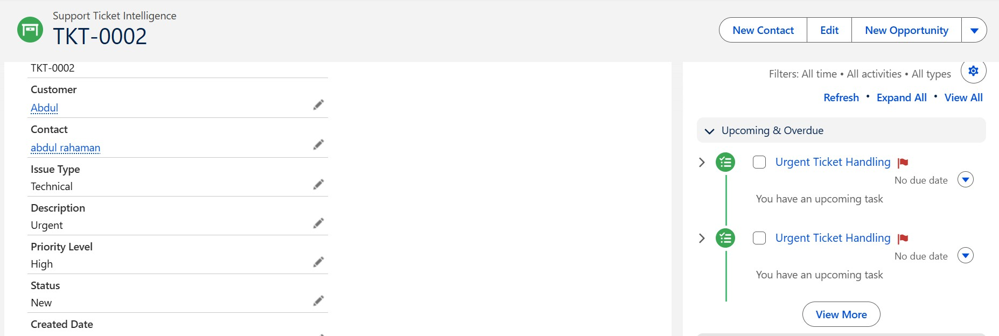 Support Ticket Intelligence
TKT-0002
New Contact
Edit
New Opportunity
TKT-0002
Customer
Abdul
Contact
abdul rahaman
Issue Type
Technical
Description
Urgent
Priority Level
High
Status
New
Created Date
Filters: All time • All activities • All types
Refresh • Expand All • View All
Upcoming & Overdue
Urgent Ticket Handling
No due date
You have an upcoming task
Urgent Ticket Handling
No due date
You have an upcoming task
View More